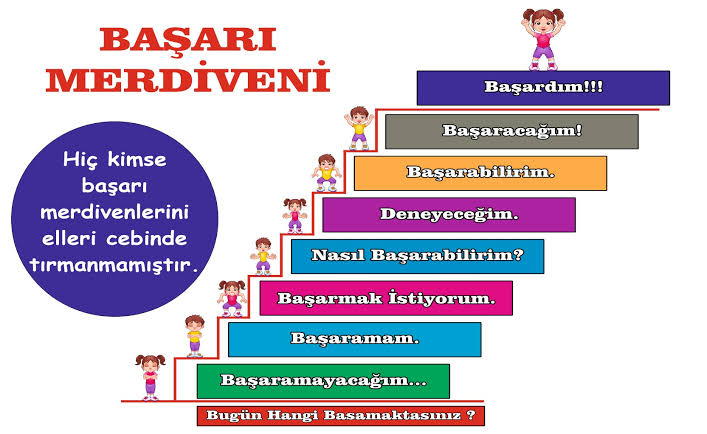 BAŞARI
MERDİVENİ
Hiç kimse
başarı
merdivenlerini
elleri cebinde
tırmanmamıştır.
Başardım!!!
Başaracağım!
Başarabilirim.
Deneyeceğim.
Nasıl Başarabilirim?
Başarmak İstiyorum.
Başaramam.
Başaramayacağım...
Bugün Hangi Basamaktasınız ?